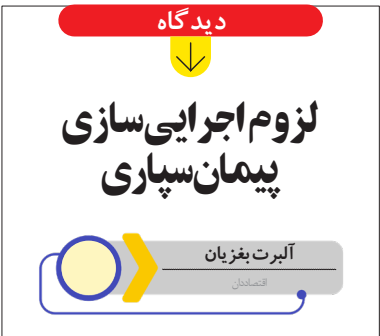 دیدگاه
لزوم اجرایی‌سازی
پیمان‌سپاری
آلبرت بغزیان
اقتصاددان